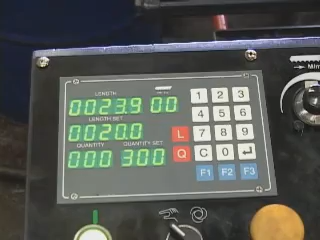 LENGTH
0023.9 00
LENGTH SET
0020.0
QUANTITY QUANTITY SET
000 300
1 2 3
4 5 6
L 7 8 9
Q C 0 ↵
F1 F2 F3